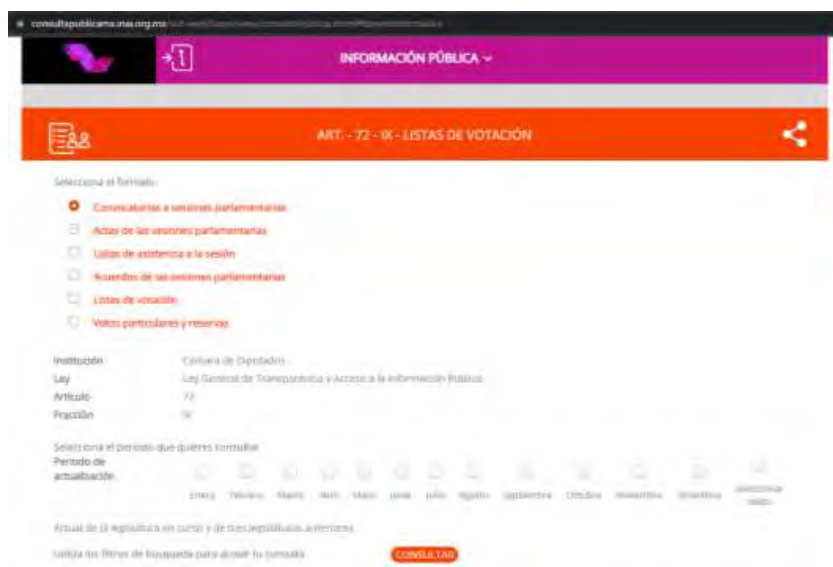 consultapublicamx.inai.org.mx
INFORMACIÓN PÚBLICA
ART. - 72 - IX - LISTAS DE VOTACIÓN
Selecciona el formato
Convocatorias a sesiones parlamentarias
Actas de las sesiones parlamentarias
Listas de asistencia a la sesión
Acuerdos de las sesiones parlamentarias
Listas de votación
Votos particulares y reservas
Institución Cámara de Diputados
Ley Ley General de Transparencia y Acceso a la Información Pública
Artículo 72
Fracción IX
Selecciona el periodo que quieres consultar
Periodo de
actualización
Enero Febrero Marzo Abril Mayo Junio Julio Agosto Septiembre Octubre Noviembre Diciembre Seleccionar
todos
Actual de la legislatura en curso y de tres legislaturas anteriores
Utiliza los filtros de búsqueda para acotar tu consulta CONSULTAR